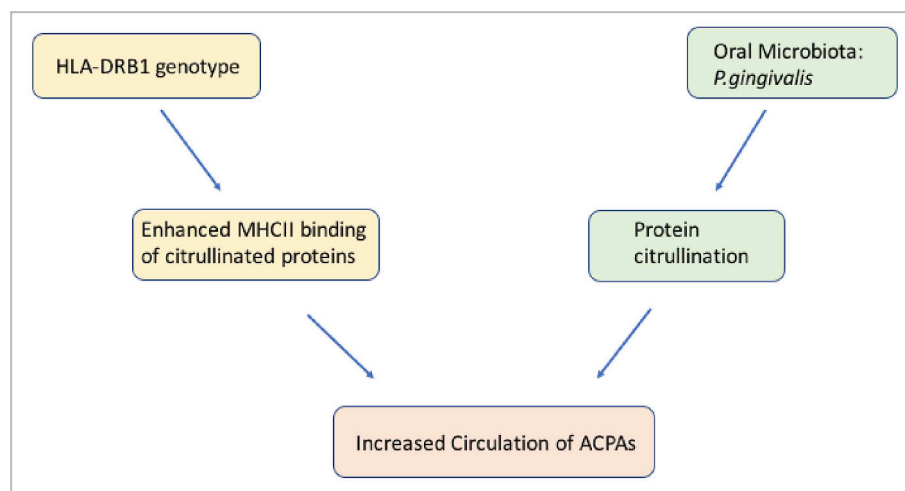 HLA-DRB1 genotype
Oral Microbiota:
P.gingivalis
Enhanced MHCII binding
of citrullinated proteins
Protein
citrullination
Increased Circulation of ACPAs